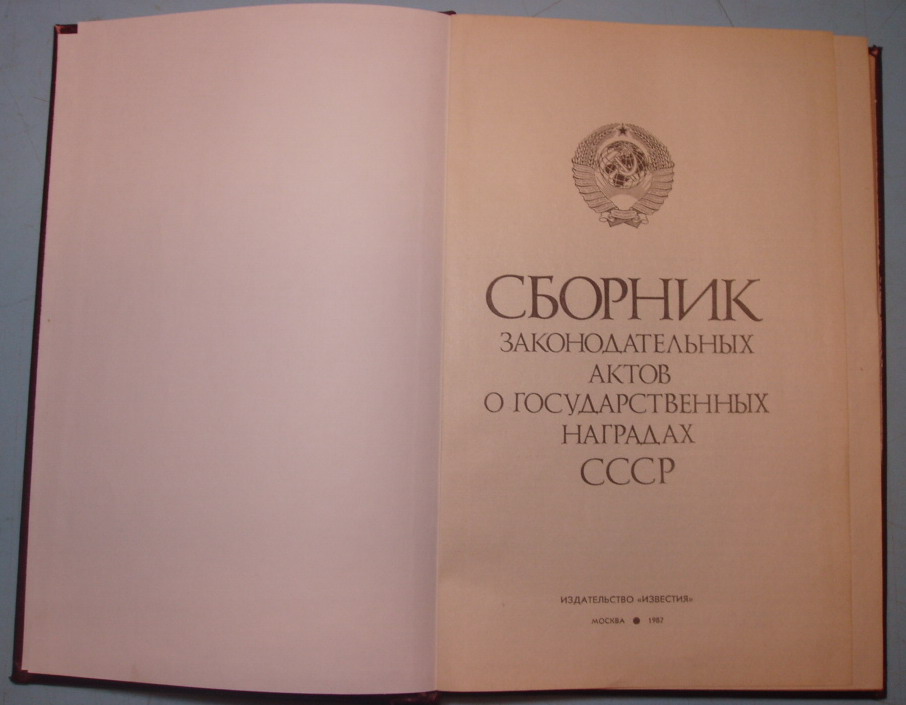 СБОРНИК
ЗАКОНОДАТЕЛЬНЫХ
АКТОВ
О ГОСУДАРСТВЕННЫХ
НАГРАДАХ
СССР
ИЗДАТЕЛЬСТВО «ИЗВЕСТИЯ»
МОСКВА ● 1987